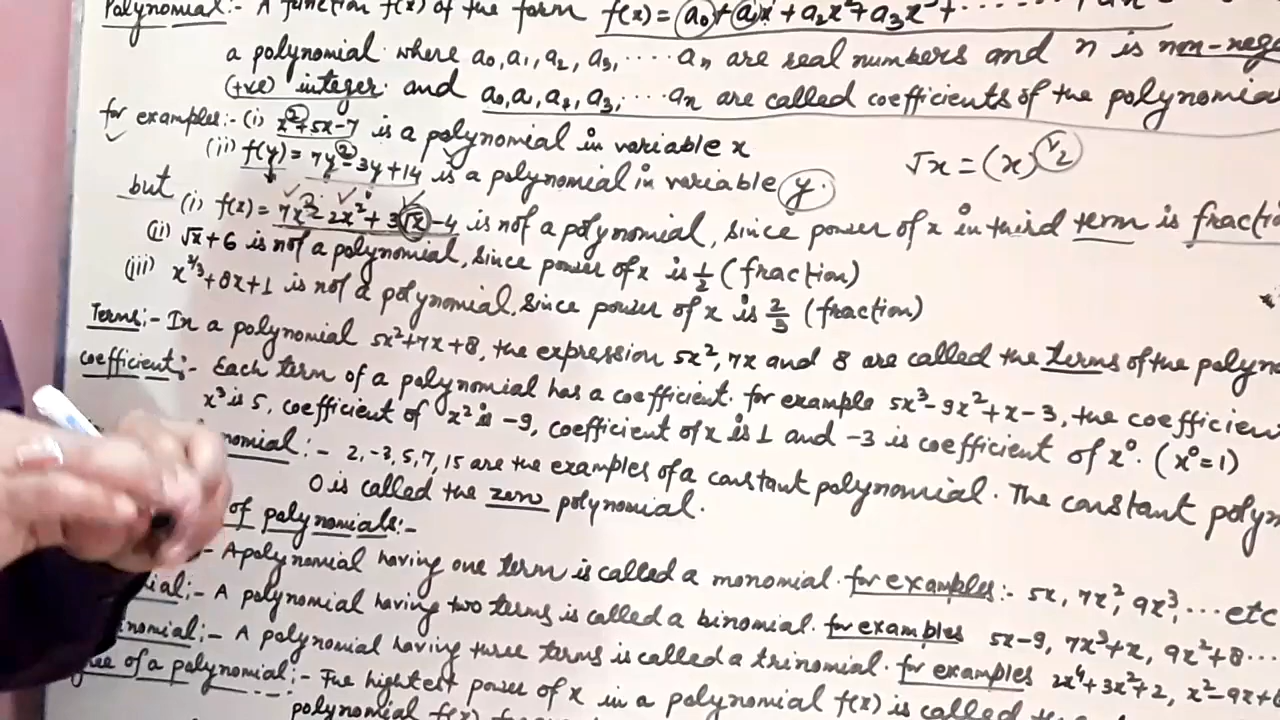 Polynomial:- A function f(x) of the form f(x) = a₀ + a₁x + a₂x² + a₃x³ + ......
a polynomial where a₀, a₁, a₂, a₃, .... aₙ are real numbers and n is non-nega
(+ve) integer and a₀, a₁, a₂, a₃, ... aₙ are called coefficients of the polynomia
for examples:- (i) x² + 5x - 7 is a polynomial in variable x
√x = (x)^½
(ii) f(y) = 7y² - 3y + 14 is a polynomial in variable y.
but (i) f(x) = 7x³ - 2x² + 3√x - 4 is not a polynomial, since power of x in third term is fracti
(ii) √x + 6 is not a polynomial, since power of x is 1/2 (fraction)
(iii) x^2/3 + 8x + 1 is not a polynomial, since power of x is 2/3 (fraction)
Terms:- In a polynomial 5x² + 7x + 8, the expression 5x², 7x and 8 are called the terms of the polyn
coefficient:- Each term of a polynomial has a coefficient. for example 5x³ - 9x² + x - 3, the coefficien
x³ is 5, coefficient of x² is -9, coefficient of x is 1 and -3 is coefficient of x⁰. (x⁰ = 1)
nomial:- 2, -3, 5, 7, 15 are the examples of a constant polynomial. The constant polyn
0 is called the zero polynomial.
of polynomials:-
:- A polynomial having one term is called a monomial. for examples:- 5x, 7x², 9x³, ... etc
ial:- A polynomial having two terms is called a binomial. for examples 5x-9, 7x³+x, 9x²+8 ...
nomial:- A polynomial having three terms is called a trinomial. for examples 2x⁴+3x²+2, x²-9x+
gree of a polynomial:- The highest power of x in a polynomial f(x) is called the
polynomial f(x)